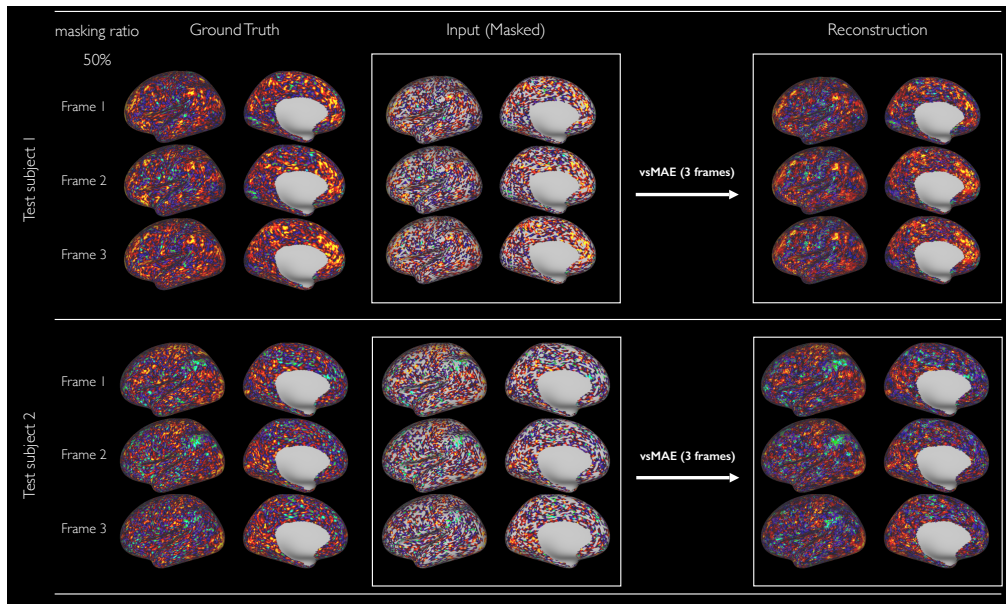 masking ratio
50%
Ground Truth
Input (Masked)
Reconstruction
Test subject 1
Frame 1
Frame 2
Frame 3
vsMAE (3 frames)
Test subject 2
Frame 1
Frame 2
Frame 3
vsMAE (3 frames)